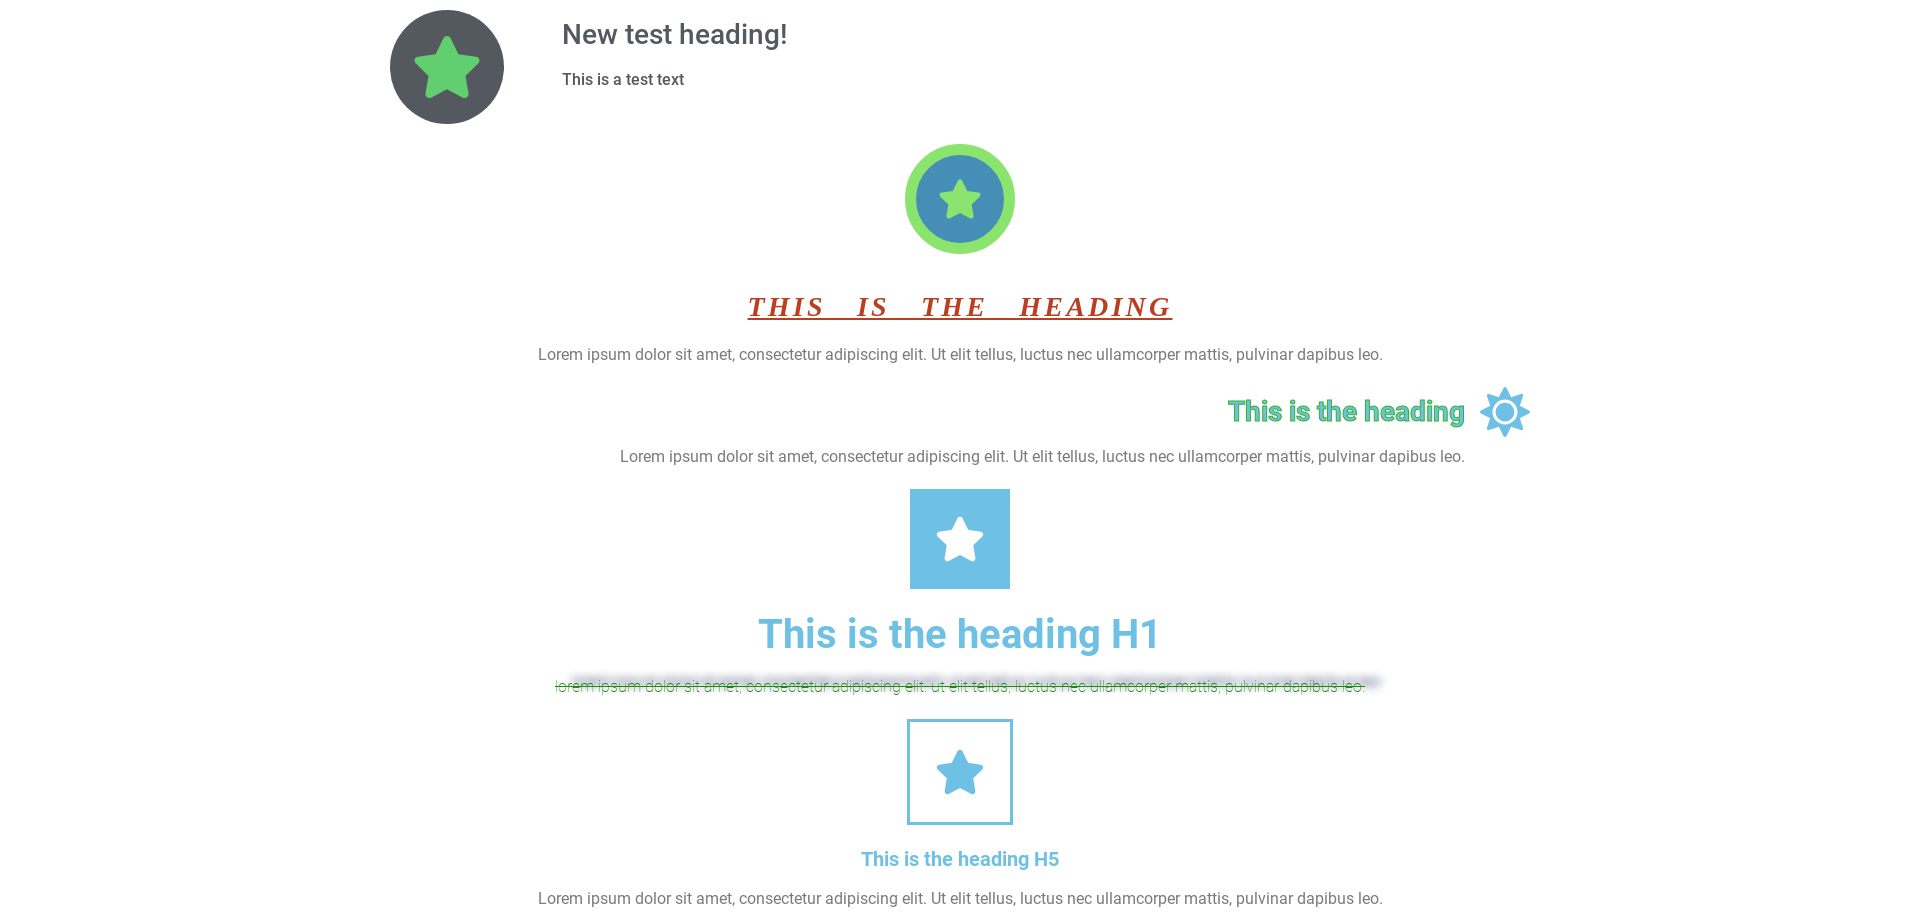 New test heading!
This is a test text
THIS IS THE HEADING
Lorem ipsum dolor sit amet, consectetur adipiscing elit. Ut elit tellus, luctus nec ullamcorper mattis, pulvinar dapibus leo.
This is the heading
Lorem ipsum dolor sit amet, consectetur adipiscing elit. Ut elit tellus, luctus nec ullamcorper mattis, pulvinar dapibus leo.
This is the heading H1
lorem ipsum dolor sit amet, consectetur adipiscing elit. ut elit tellus, luctus nec ullamcorper mattis, pulvinar dapibus leo.
This is the heading H5
Lorem ipsum dolor sit amet, consectetur adipiscing elit. Ut elit tellus, luctus nec ullamcorper mattis, pulvinar dapibus leo.